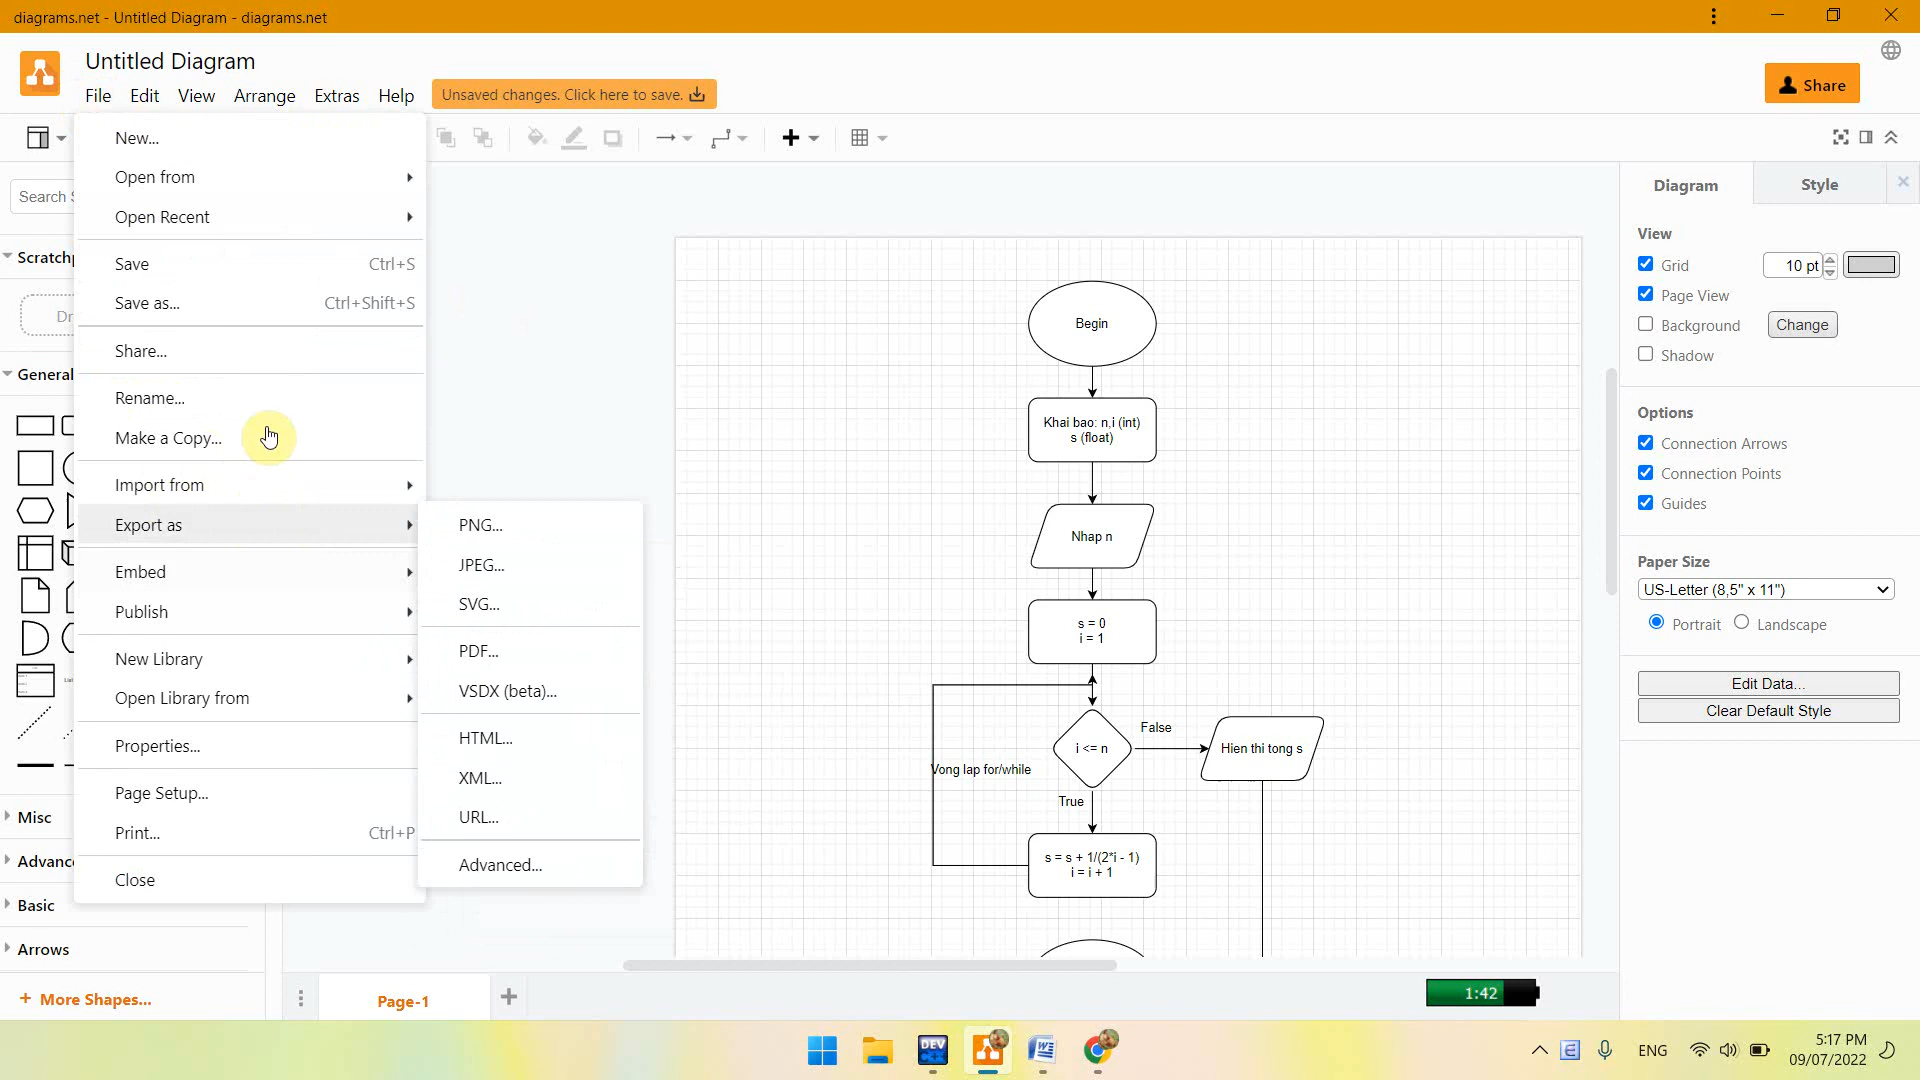 diagrams.net - Untitled Diagram - diagrams.net
Untitled Diagram
File Edit View Arrange Extras Help
Unsaved changes. Click here to save.
Share
New...
Open from
Open Recent
Save Ctrl+S
Save as... Ctrl+Shift+S
Share...
Rename...
Make a Copy...
Import from
Export as
Embed
Publish
New Library
Open Library from
Properties...
Page Setup...
Print... Ctrl+P
Close
PNG...
JPEG...
SVG...
PDF...
VSDX (beta)...
HTML...
XML...
URL...
Advanced...
Search S
Scratchp
Dr
General
Misc
Advanc
Basic
Arrows
+ More Shapes...
Begin
Khai bao: n,i (int)
s (float)
Nhap n
s = 0
i = 1
i <= n
False
Hien thi tong s
Vong lap for/while
True
s = s + 1/(2*i - 1)
i = i + 1
Page-1
1:42
Diagram Style
View
Grid 10 pt
Page View
Background Change
Shadow
Options
Connection Arrows
Connection Points
Guides
Paper Size
US-Letter (8,5" x 11")
Portrait Landscape
Edit Data...
Clear Default Style
DEV
ENG
5:17 PM
09/07/2022